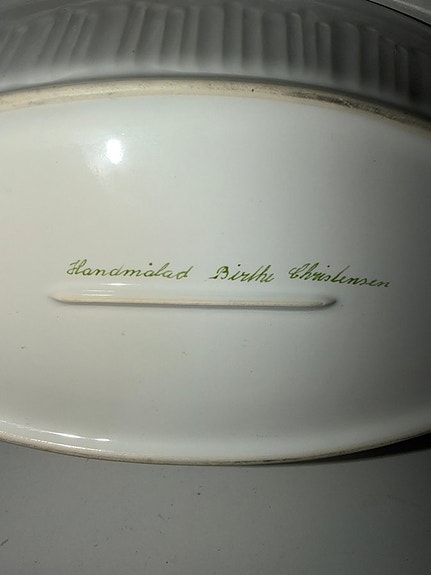 Handmålad Birthe Christensen